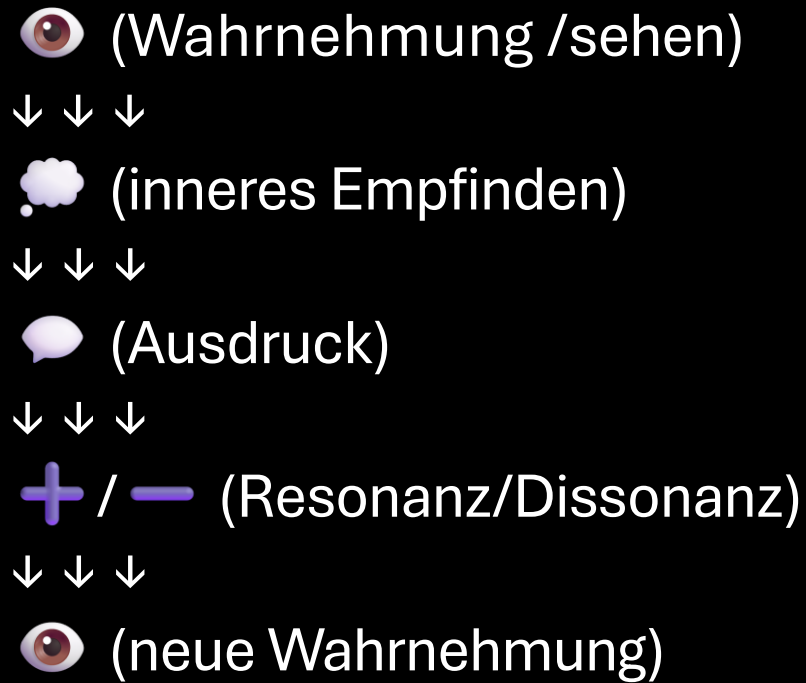 👁️ (Wahrnehmung /sehen)
↓ ↓ ↓
💭 (inneres Empfinden)
↓ ↓ ↓
💬 (Ausdruck)
↓ ↓ ↓
➕/➖ (Resonanz/Dissonanz)
↓ ↓ ↓
👁️ (neue Wahrnehmung)